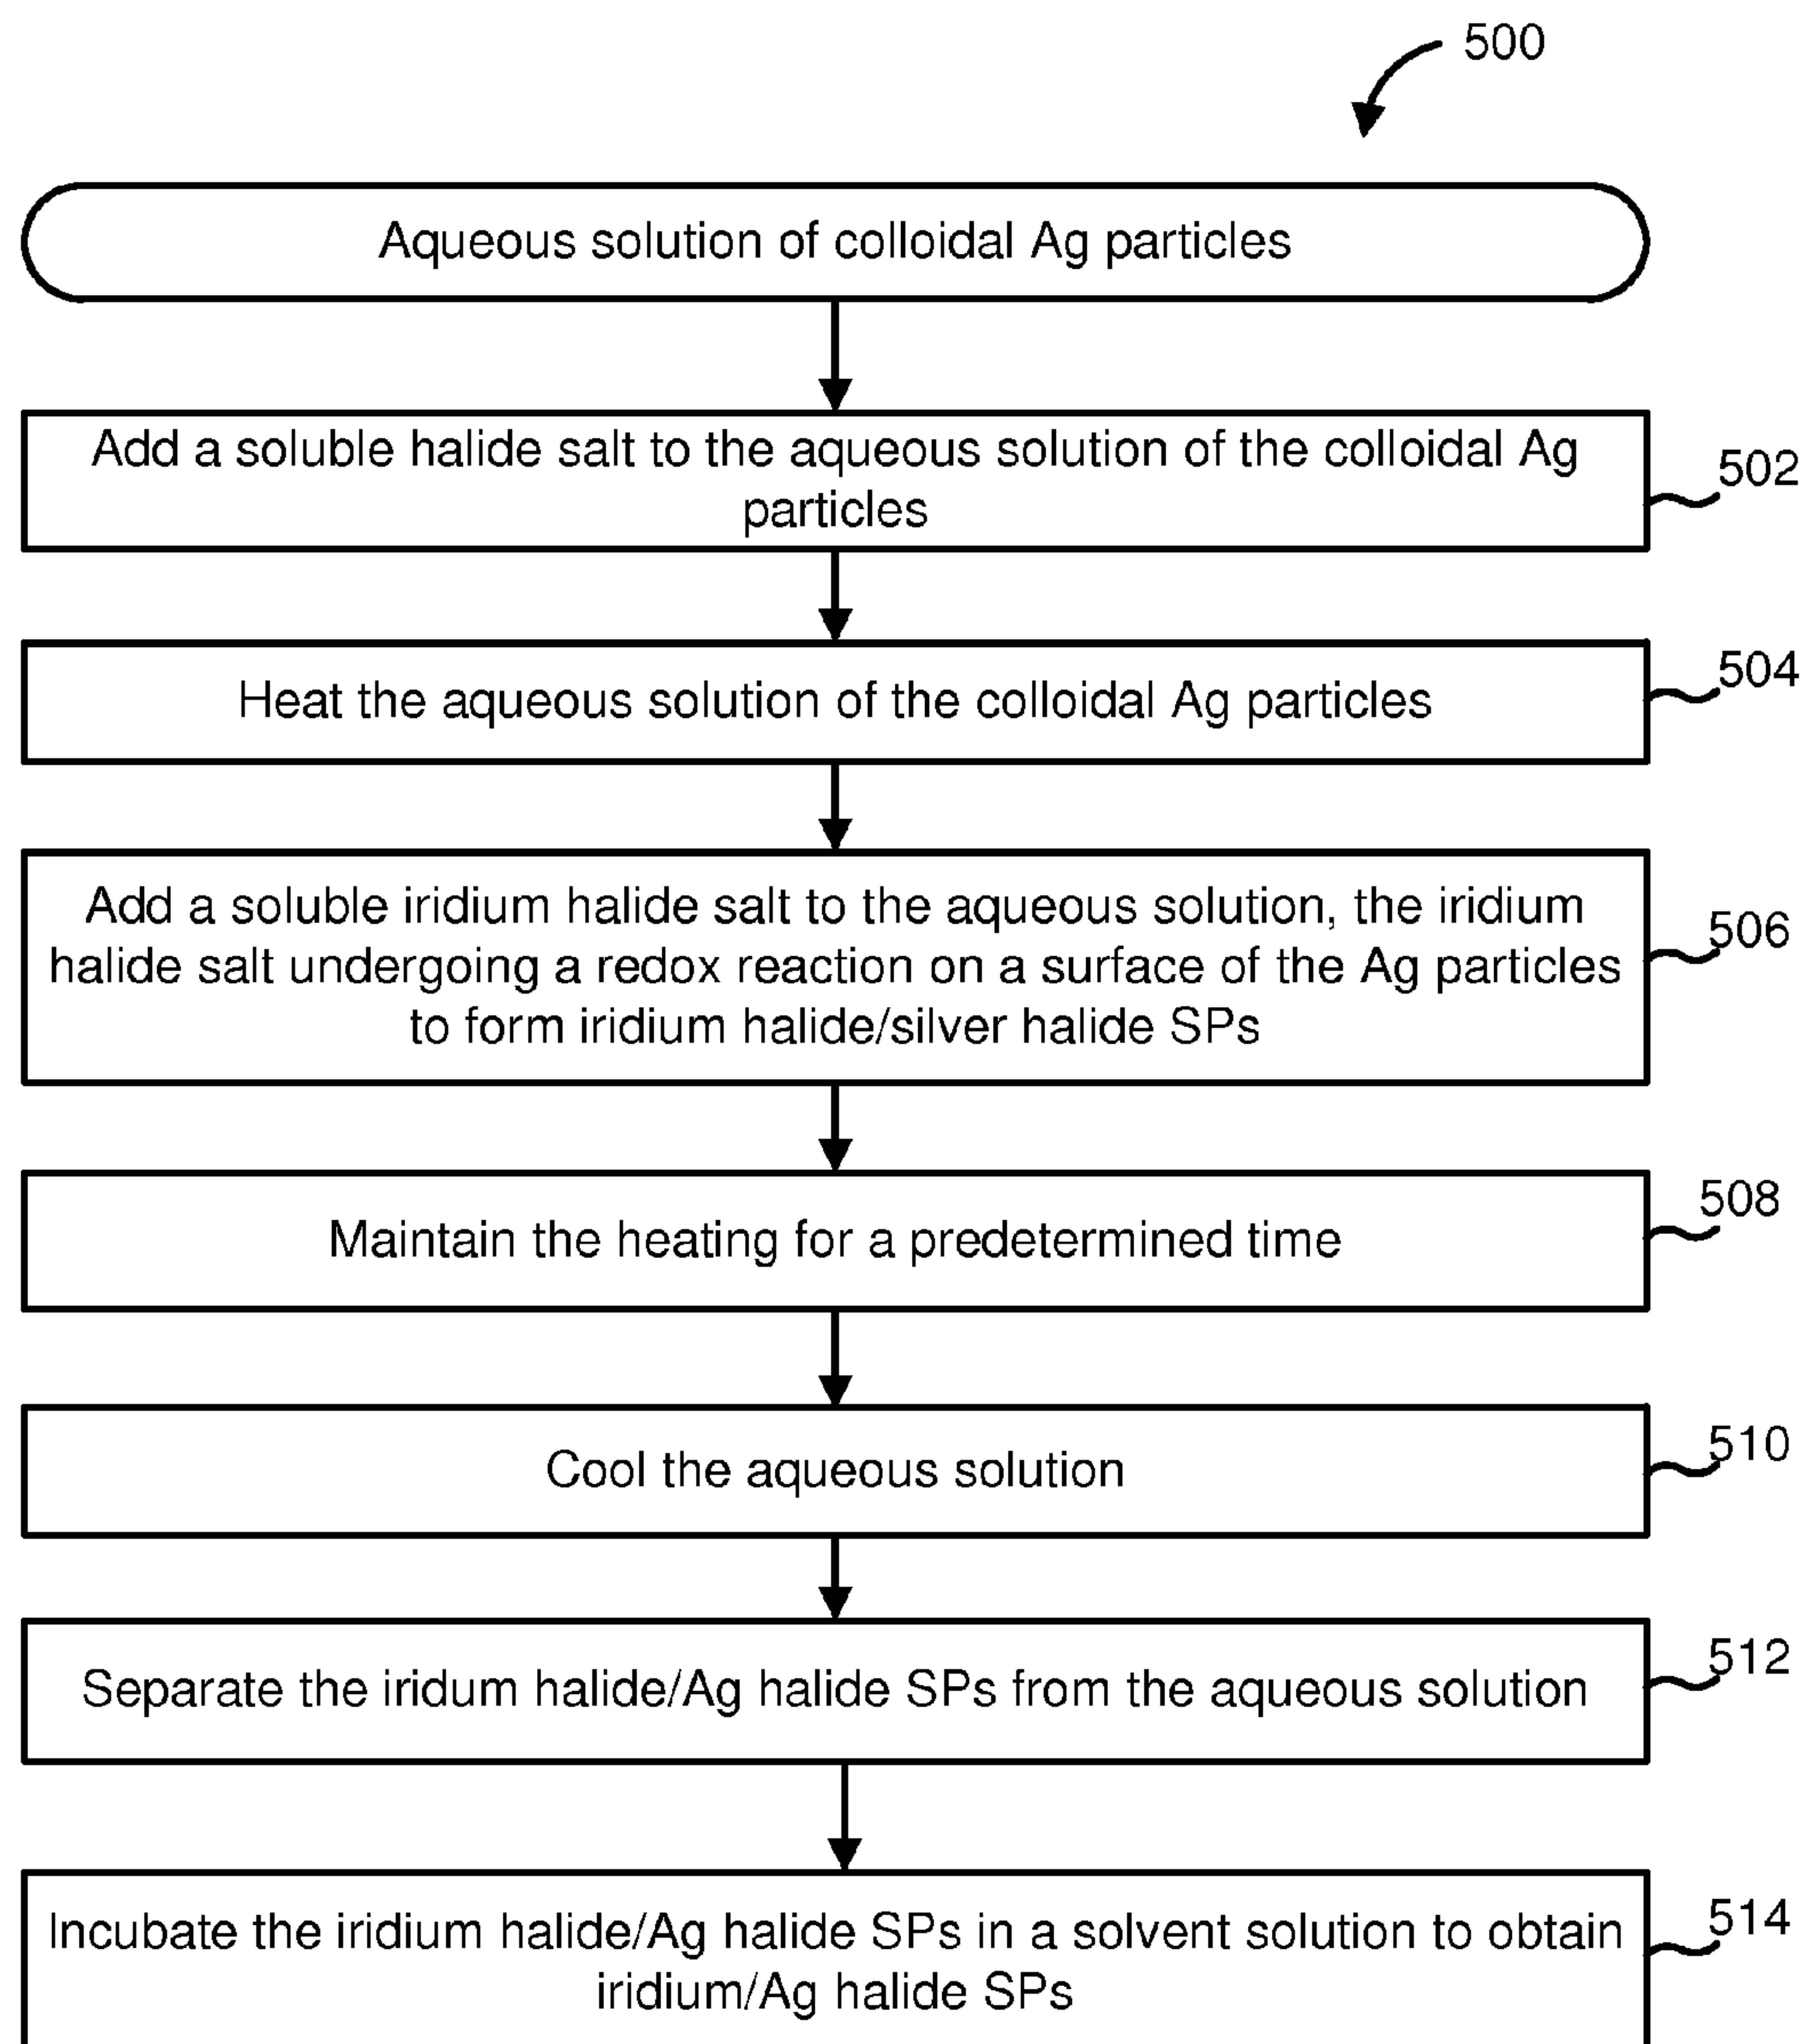 500
Aqueous solution of colloidal Ag particles
Add a soluble halide salt to the aqueous solution of the colloidal Ag
particles
502
Heat the aqueous solution of the colloidal Ag particles
504
Add a soluble iridium halide salt to the aqueous solution, the iridium
halide salt undergoing a redox reaction on a surface of the Ag particles
to form iridium halide/silver halide SPs
506
Maintain the heating for a predetermined time
508
Cool the aqueous solution
510
Separate the iridum halide/Ag halide SPs from the aqueous solution
512
Incubate the iridium halide/Ag halide SPs in a solvent solution to obtain
iridium/Ag halide SPs
514